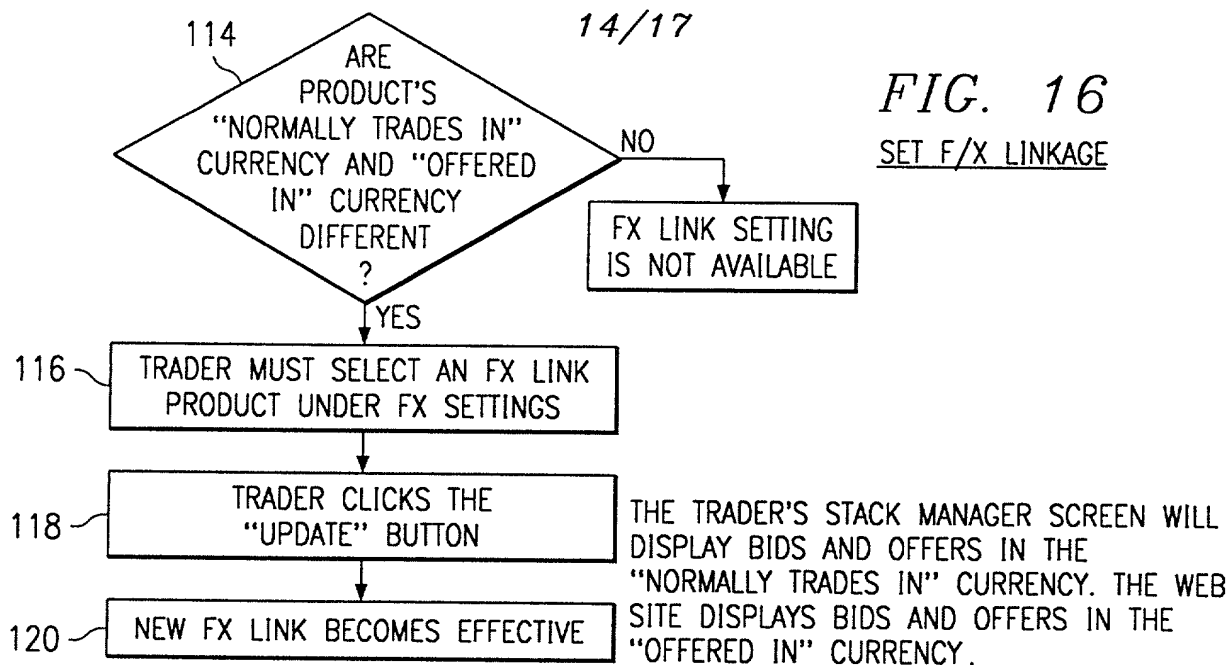 14/17
FIG. 16
SET F/X LINKAGE
114
ARE
PRODUCT'S
"NORMALLY TRADES IN"
CURRENCY AND "OFFERED
IN" CURRENCY
DIFFERENT
?
NO
FX LINK SETTING
IS NOT AVAILABLE
YES
116
TRADER MUST SELECT AN FX LINK
PRODUCT UNDER FX SETTINGS
118
TRADER CLICKS THE
"UPDATE" BUTTON
120
NEW FX LINK BECOMES EFFECTIVE
THE TRADER'S STACK MANAGER SCREEN WILL
DISPLAY BIDS AND OFFERS IN THE
"NORMALLY TRADES IN" CURRENCY. THE WEB
SITE DISPLAYS BIDS AND OFFERS IN THE
"OFFERED IN" CURRENCY.